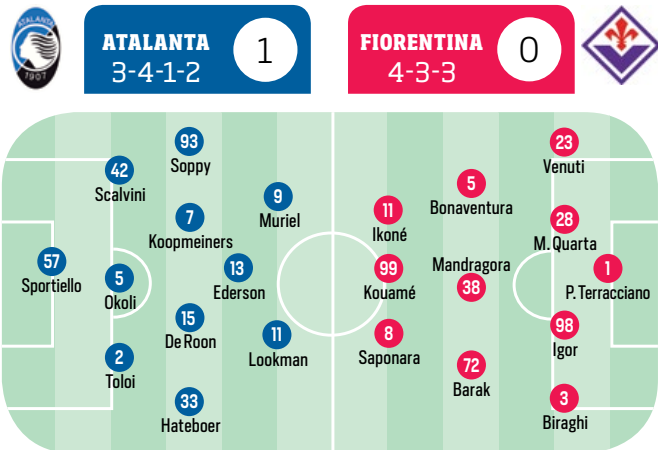 ATALANTA
1907
ATALANTA
3-4-1-2
1
FIORENTINA
4-3-3
0
57
Sportiello
42
Scalvini
5
Okoli
2
Toloi
93
Soppy
7
Koopmeiners
15
De Roon
33
Hateboer
13
Ederson
9
Muriel
11
Lookman
11
Ikoné
99
Kouamé
8
Saponara
5
Bonaventura
Mandragora
38
72
Barak
23
Venuti
28
M. Quarta
98
Igor
3
Biraghi
1
P. Terracciano